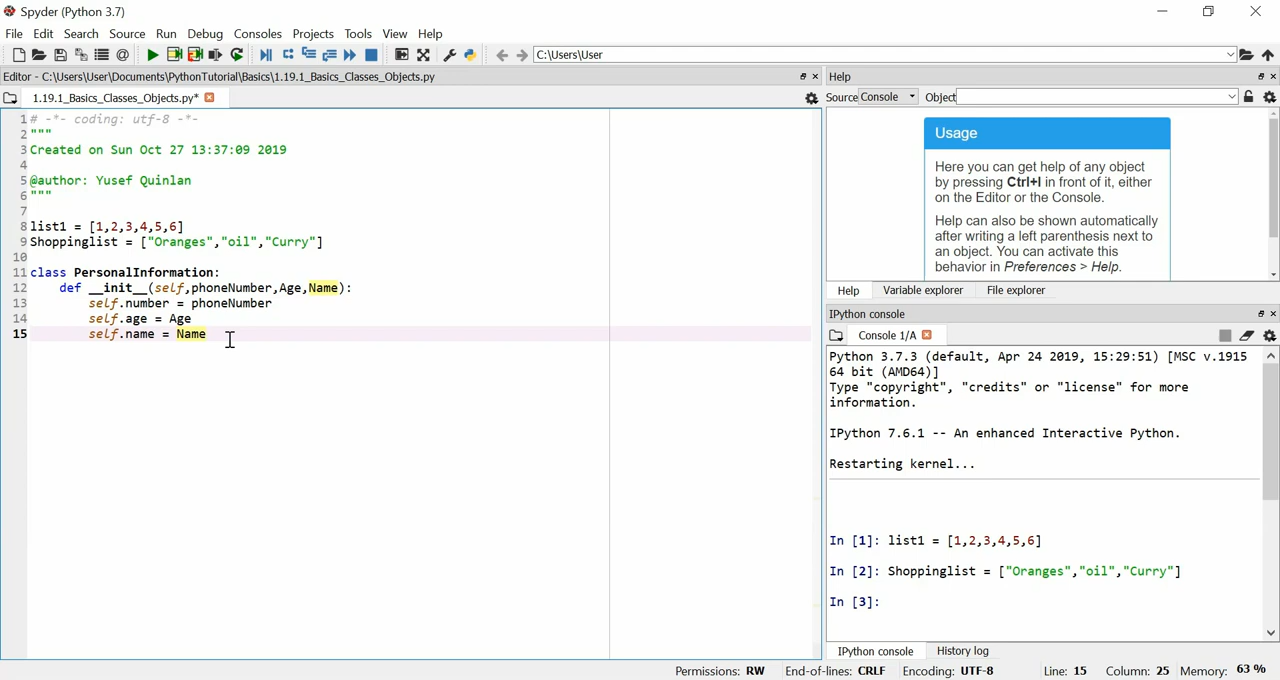 Spyder (Python 3.7)
File Edit Search Source Run Debug Consoles Projects Tools View Help
C:\Users\User
Editor - C:\Users\User\Documents\PythonTutorial\Basics\1.19.1_Basics_Classes_Objects.py
1.19.1_Basics_Classes_Objects.py*
1 # -*- coding: utf-8 -*-
2 """
3 Created on Sun Oct 27 13:37:09 2019
4
5 @author: Yusef Quinlan
6 """
7
8 list1 = [1,2,3,4,5,6]
9 Shoppinglist = ["Oranges","oil","Curry"]
10
11 class PersonalInformation:
12     def __init__(self,phoneNumber,Age,Name):
13         self.number = phoneNumber
14         self.age = Age
15         self.name = Name
Help
Source Console Object
Usage
Here you can get help of any object
by pressing Ctrl+I in front of it, either
on the Editor or the Console.
Help can also be shown automatically
after writing a left parenthesis next to
an object. You can activate this
behavior in Preferences > Help.
Help Variable explorer File explorer
IPython console
Console 1/A
Python 3.7.3 (default, Apr 24 2019, 15:29:51) [MSC v.1915
64 bit (AMD64)]
Type "copyright", "credits" or "license" for more
information.
IPython 7.6.1 -- An enhanced Interactive Python.
Restarting kernel...
In [1]: list1 = [1,2,3,4,5,6]
In [2]: Shoppinglist = ["Oranges","oil","Curry"]
In [3]:
IPython console History log
Permissions: RW End-of-lines: CRLF Encoding: UTF-8 Line: 15 Column: 25 Memory: 63 %